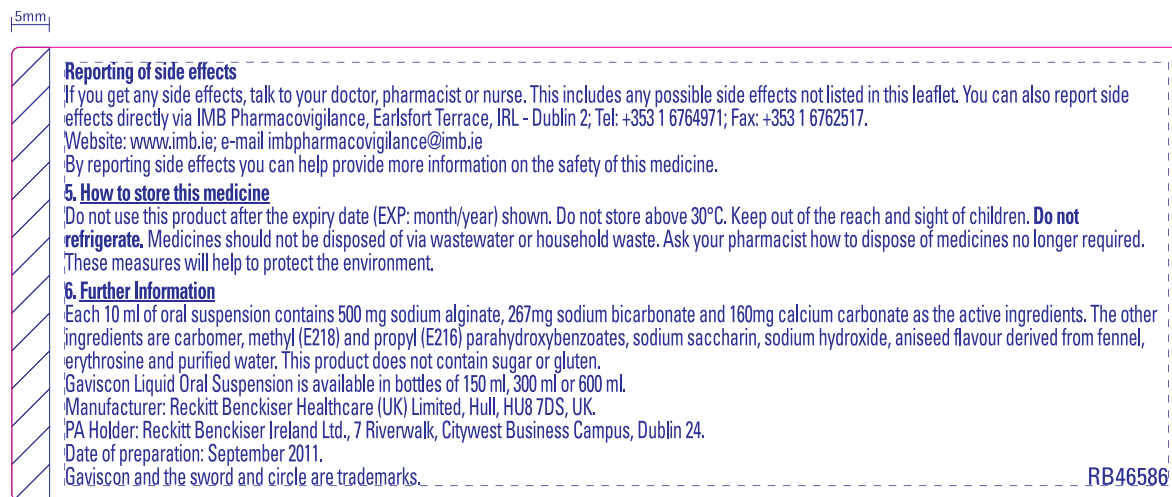 5mm
Reporting of side effects
If you get any side effects, talk to your doctor, pharmacist or nurse. This includes any possible side effects not listed in this leaflet. You can also report side
effects directly via IMB Pharmacovigilance, Earlsfort Terrace, IRL - Dublin 2; Tel: +353 1 6764971; Fax: +353 1 6762517.
Website: www.imb.ie; e-mail imbpharmacovigilance@imb.ie
By reporting side effects you can help provide more information on the safety of this medicine.
5. How to store this medicine
Do not use this product after the expiry date (EXP: month/year) shown. Do not store above 30°C. Keep out of the reach and sight of children. Do not
refrigerate. Medicines should not be disposed of via wastewater or household waste. Ask your pharmacist how to dispose of medicines no longer required.
These measures will help to protect the environment.
6. Further Information
Each 10 ml of oral suspension contains 500 mg sodium alginate, 267mg sodium bicarbonate and 160mg calcium carbonate as the active ingredients. The other
ingredients are carbomer, methyl (E218) and propyl (E216) parahydroxybenzoates, sodium saccharin, sodium hydroxide, aniseed flavour derived from fennel,
erythrosine and purified water. This product does not contain sugar or gluten.
Gaviscon Liquid Oral Suspension is available in bottles of 150 ml, 300 ml or 600 ml.
Manufacturer: Reckitt Benckiser Healthcare (UK) Limited, Hull, HU8 7DS, UK.
PA Holder: Reckitt Benckiser Ireland Ltd., 7 Riverwalk, Citywest Business Campus, Dublin 24.
Date of preparation: September 2011.
Gaviscon and the sword and circle are trademarks.
RB46586